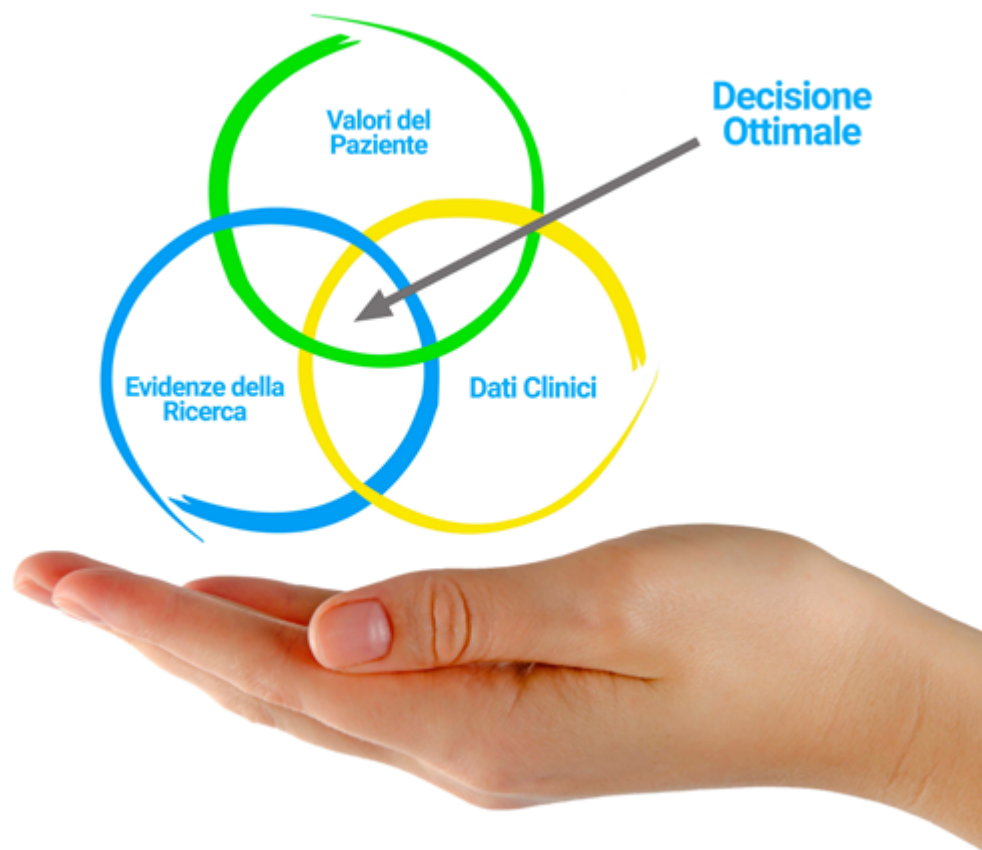 Valori del
Paziente
Decisione
Ottimale
Evidenze della
Ricerca
Dati Clinici